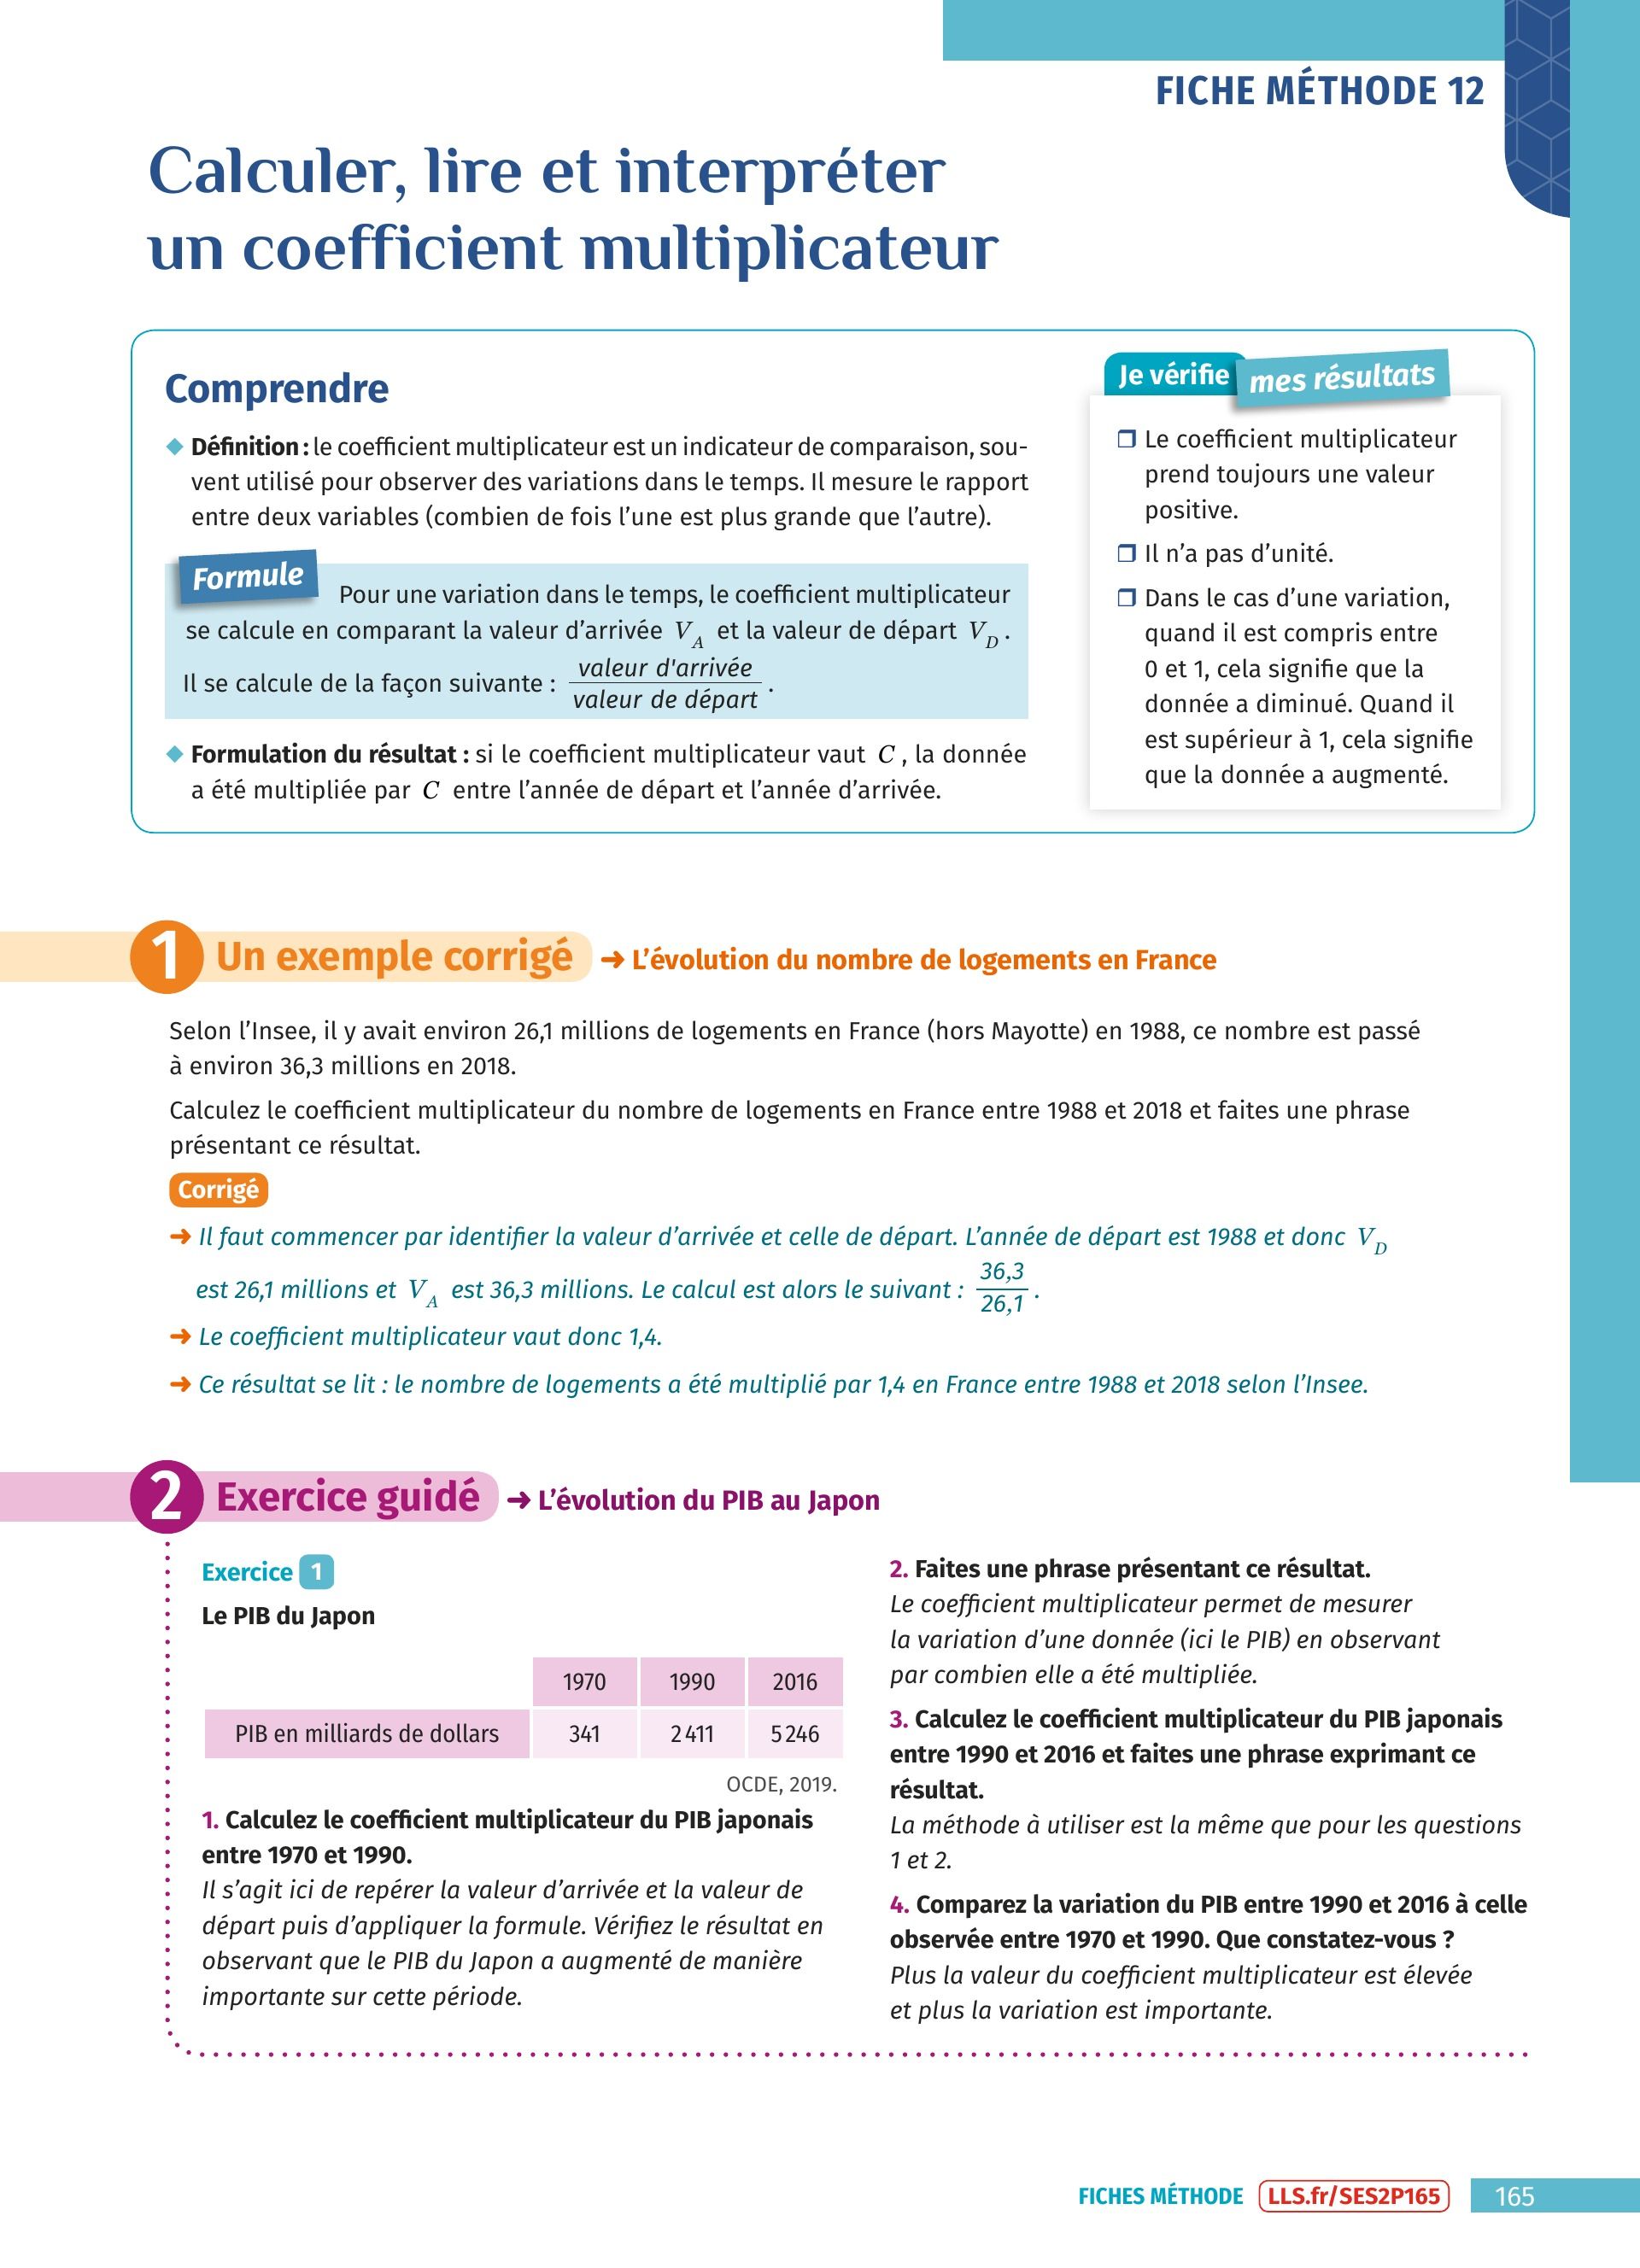 FICHE MÉTHODE 12
Calculer, lire et interpréter
un coefficient multiplicateur
Comprendre
◆ Définition : le coefficient multiplicateur est un indicateur de comparaison, sou-
vent utilisé pour observer des variations dans le temps. Il mesure le rapport
entre deux variables (combien de fois l’une est plus grande que l’autre).
Formule
Pour une variation dans le temps, le coefficient multiplicateur
se calcule en comparant la valeur d’arrivée V_A et la valeur de départ V_D .
Il se calcule de la façon suivante : valeur d'arrivée / valeur de départ .
◆ Formulation du résultat : si le coefficient multiplicateur vaut C , la donnée
a été multipliée par C entre l’année de départ et l’année d’arrivée.
Je vérifie mes résultats
❒ Le coefficient multiplicateur
prend toujours une valeur
positive.
❒ Il n’a pas d’unité.
❒ Dans le cas d’une variation,
quand il est compris entre
0 et 1, cela signifie que la
donnée a diminué. Quand il
est supérieur à 1, cela signifie
que la donnée a augmenté.
1 Un exemple corrigé ➜ L’évolution du nombre de logements en France
Selon l’Insee, il y avait environ 26,1 millions de logements en France (hors Mayotte) en 1988, ce nombre est passé
à environ 36,3 millions en 2018.
Calculez le coefficient multiplicateur du nombre de logements en France entre 1988 et 2018 et faites une phrase
présentant ce résultat.
Corrigé
➜ Il faut commencer par identifier la valeur d’arrivée et celle de départ. L’année de départ est 1988 et donc V_D
est 26,1 millions et V_A est 36,3 millions. Le calcul est alors le suivant : 36,3 / 26,1 .
➜ Le coefficient multiplicateur vaut donc 1,4.
➜ Ce résultat se lit : le nombre de logements a été multiplié par 1,4 en France entre 1988 et 2018 selon l’Insee.
2 Exercice guidé ➜ L’évolution du PIB au Japon
Exercice 1
Le PIB du Japon
1970 1990 2016
PIB en milliards de dollars 341 2 411 5 246
OCDE, 2019.
1. Calculez le coefficient multiplicateur du PIB japonais
entre 1970 et 1990.
Il s’agit ici de repérer la valeur d’arrivée et la valeur de
départ puis d’appliquer la formule. Vérifiez le résultat en
observant que le PIB du Japon a augmenté de manière
importante sur cette période.
2. Faites une phrase présentant ce résultat.
Le coefficient multiplicateur permet de mesurer
la variation d’une donnée (ici le PIB) en observant
par combien elle a été multipliée.
3. Calculez le coefficient multiplicateur du PIB japonais
entre 1990 et 2016 et faites une phrase exprimant ce
résultat.
La méthode à utiliser est la même que pour les questions
1 et 2.
4. Comparez la variation du PIB entre 1990 et 2016 à celle
observée entre 1970 et 1990. Que constatez-vous ?
Plus la valeur du coefficient multiplicateur est élevée
et plus la variation est importante.
FICHES MÉTHODE LLS.fr/SES2P165 165